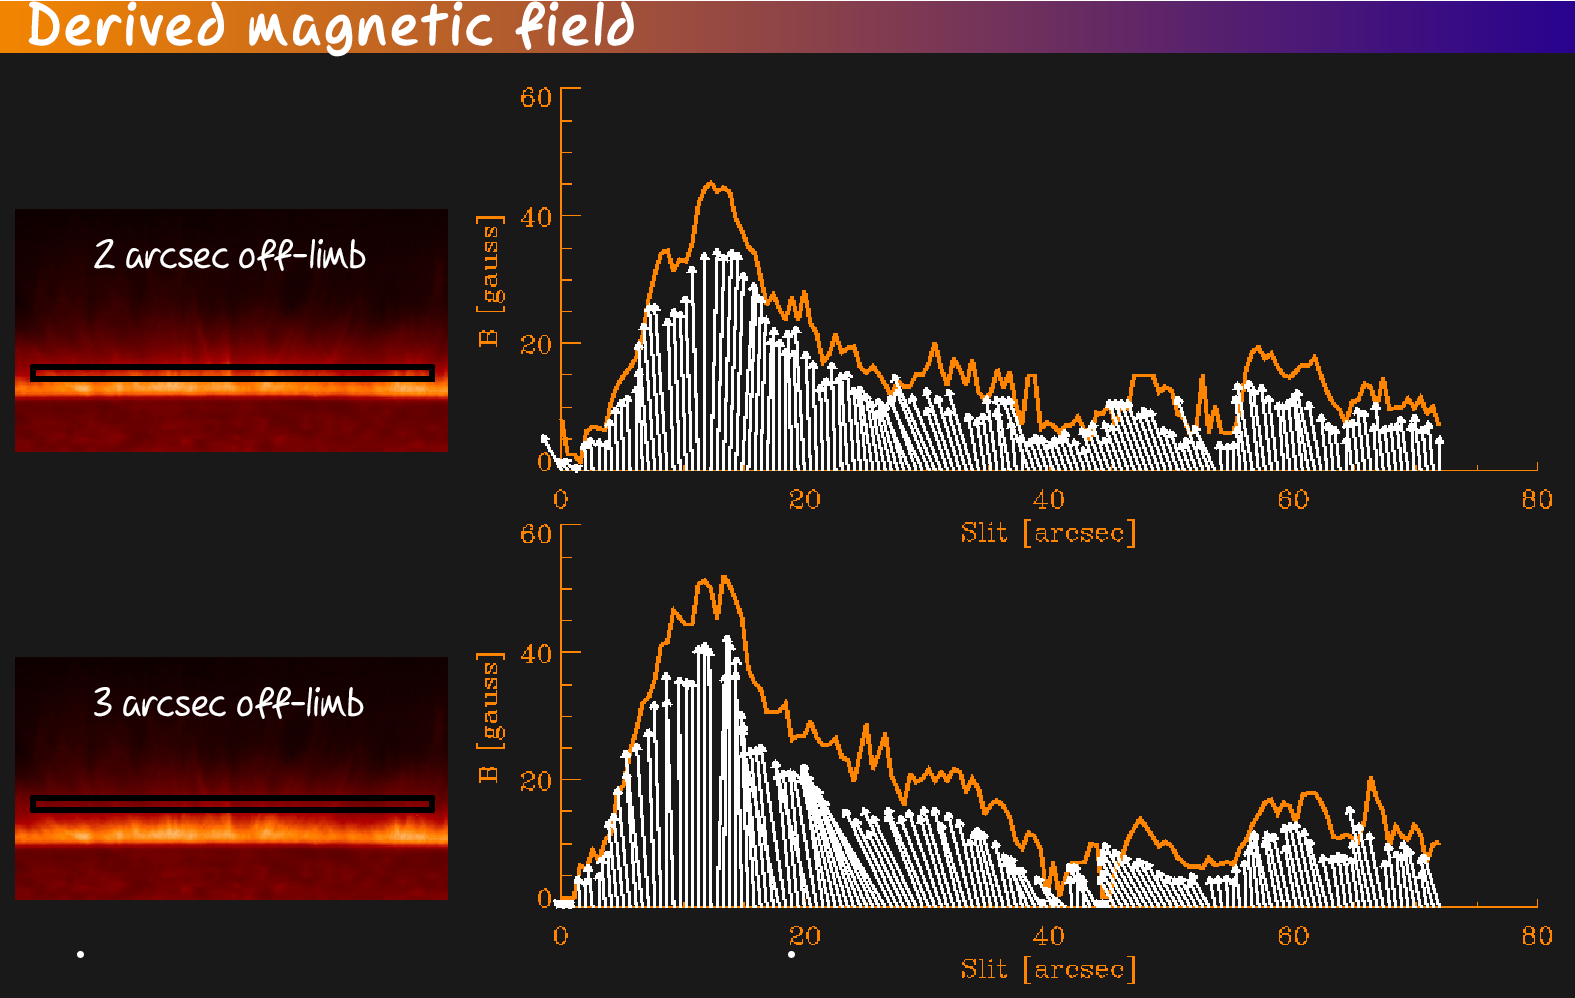 Derived magnetic field
2 arcsec off-limb
60
40
20
0
B [gauss]
0 20 40 60 80
Slit [arcsec]
3 arcsec off-limb
60
40
20
0
B [gauss]
0 20 40 60 80
Slit [arcsec]